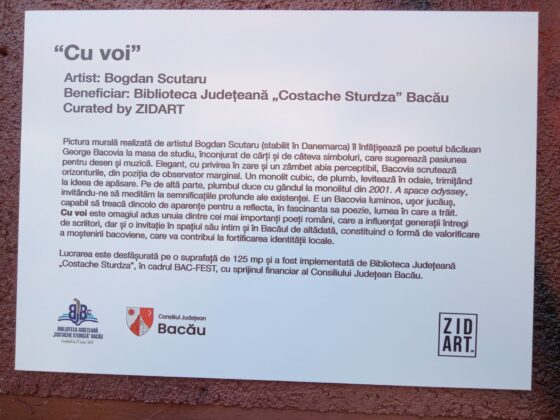 “Cu voi”
Artist: Bogdan Scutaru
Beneficiar: Biblioteca Județeană „Costache Sturdza” Bacău
Curated by ZIDART
Pictura murală realizată de artistul Bogdan Scutaru (stabilit în Danemarca) îl înfățișează pe poetul băcăuan
George Bacovia la masa de studiu, înconjurat de cărți și de câteva simboluri, care sugerează pasiunea
pentru desen și muzică. Elegant, cu privirea în zare și un zâmbet abia perceptibil, Bacovia scrutează
orizonturile, din poziția de observator marginal. Un monolit cubic, de plumb, levitează în odaie, trimițând
la ideea de apăsare. Pe de altă parte, plumbul duce cu gândul la monolitul din 2001. A space odyssey,
invitându-ne să medităm la semnificațiile profunde ale existenței. E un Bacovia luminos, ușor jucăuș,
capabil să treacă dincolo de aparențe pentru a reflecta, în fascinanta sa poezie, lumea în care a trăit.
Cu voi este omagiul adus unuia dintre cei mai importanți poeți români, care a influențat generații întregi
de scriitori, dar și o invitație în spațiul său intim și în Bacăul de altădată, constituind o formă de valorificare
a moștenirii bacoviene, care va contribui la fortificarea identității locale.
Lucrarea este desfășurată pe o suprafață de 125 mp și a fost implementată de Biblioteca Județeană
„Costache Sturdza”, în cadrul BAC-FEST, cu sprijinul financiar al Consiliului Județean Bacău.
BIBLIOTECA JUDEȚEANĂ
"COSTACHE STURDZA" BACĂU
Consiliul Județean
Bacău
ZID
ART.